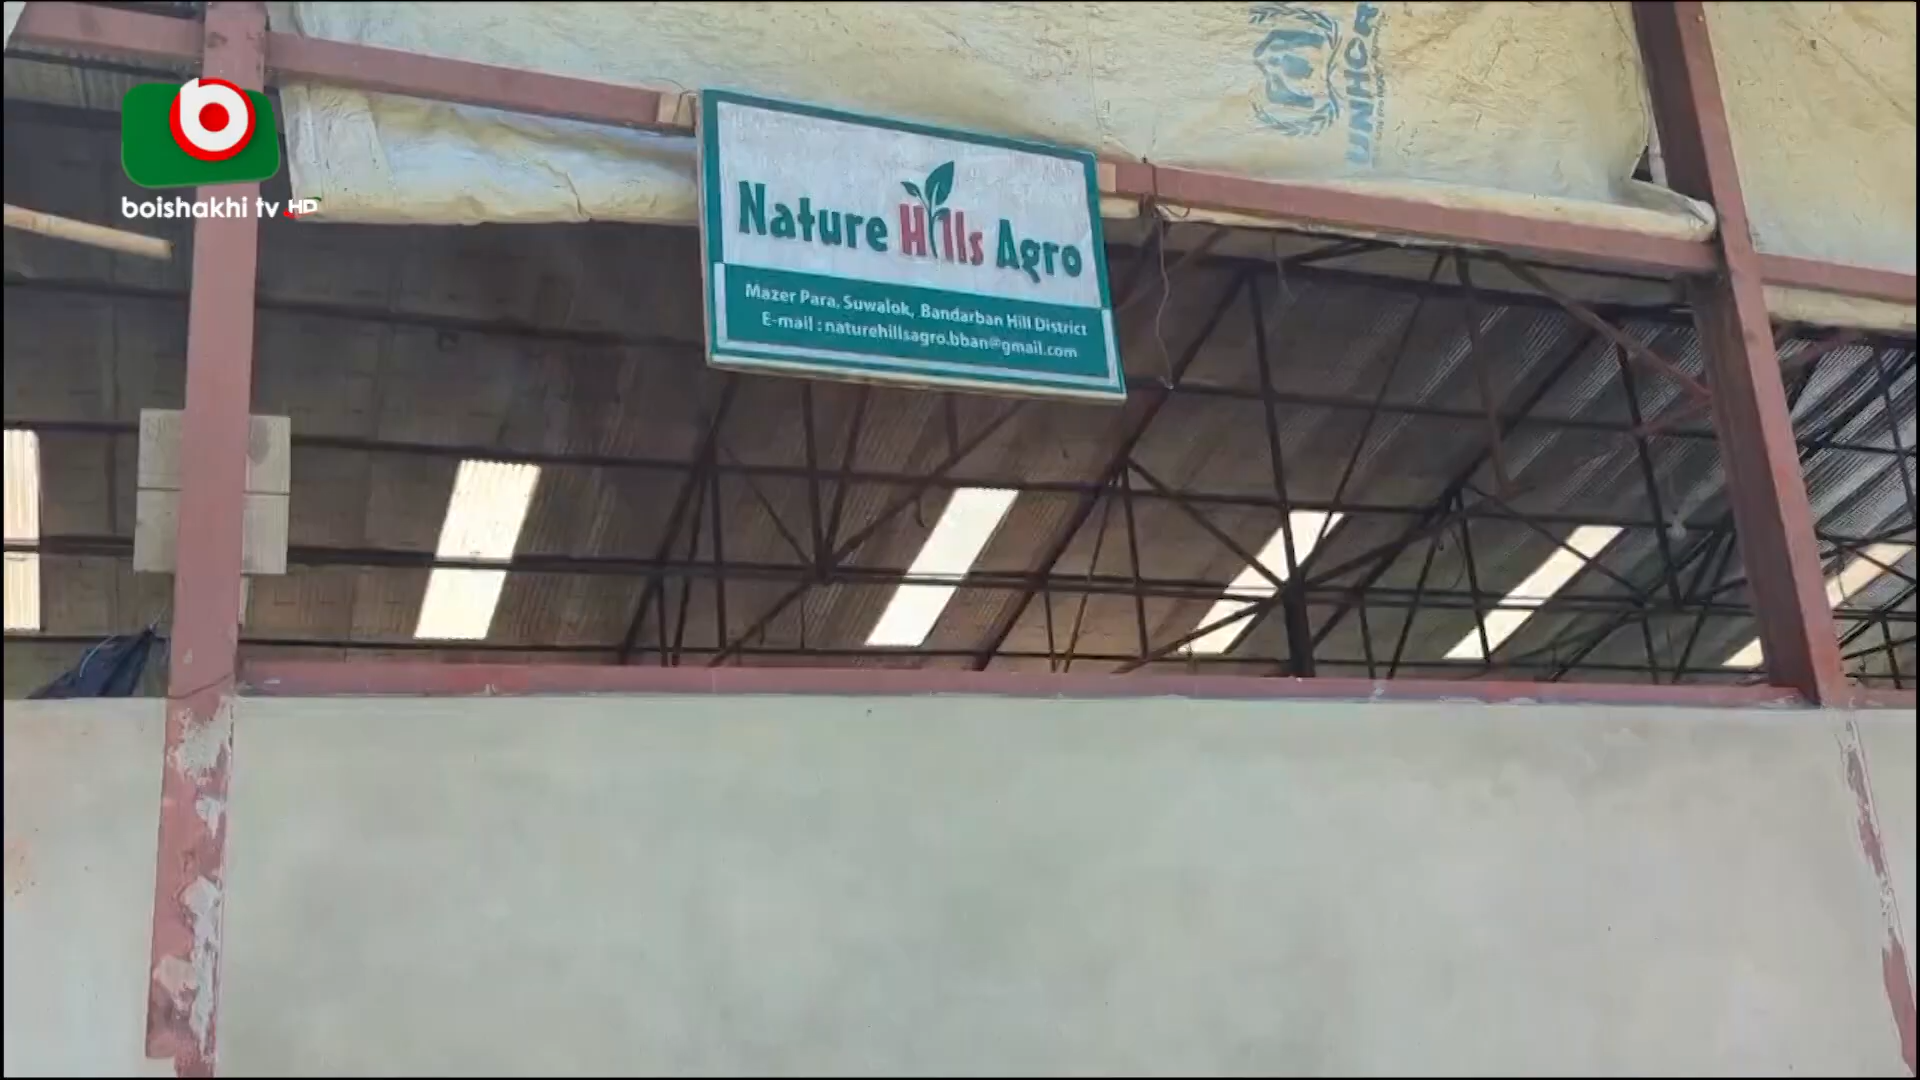 boishakhi tv HD
UNHCR
Nature Hills Agro
Mazer Para, Suwalok, Bandarban Hill District
E-mail : naturehillsagro.bban@gmail.com